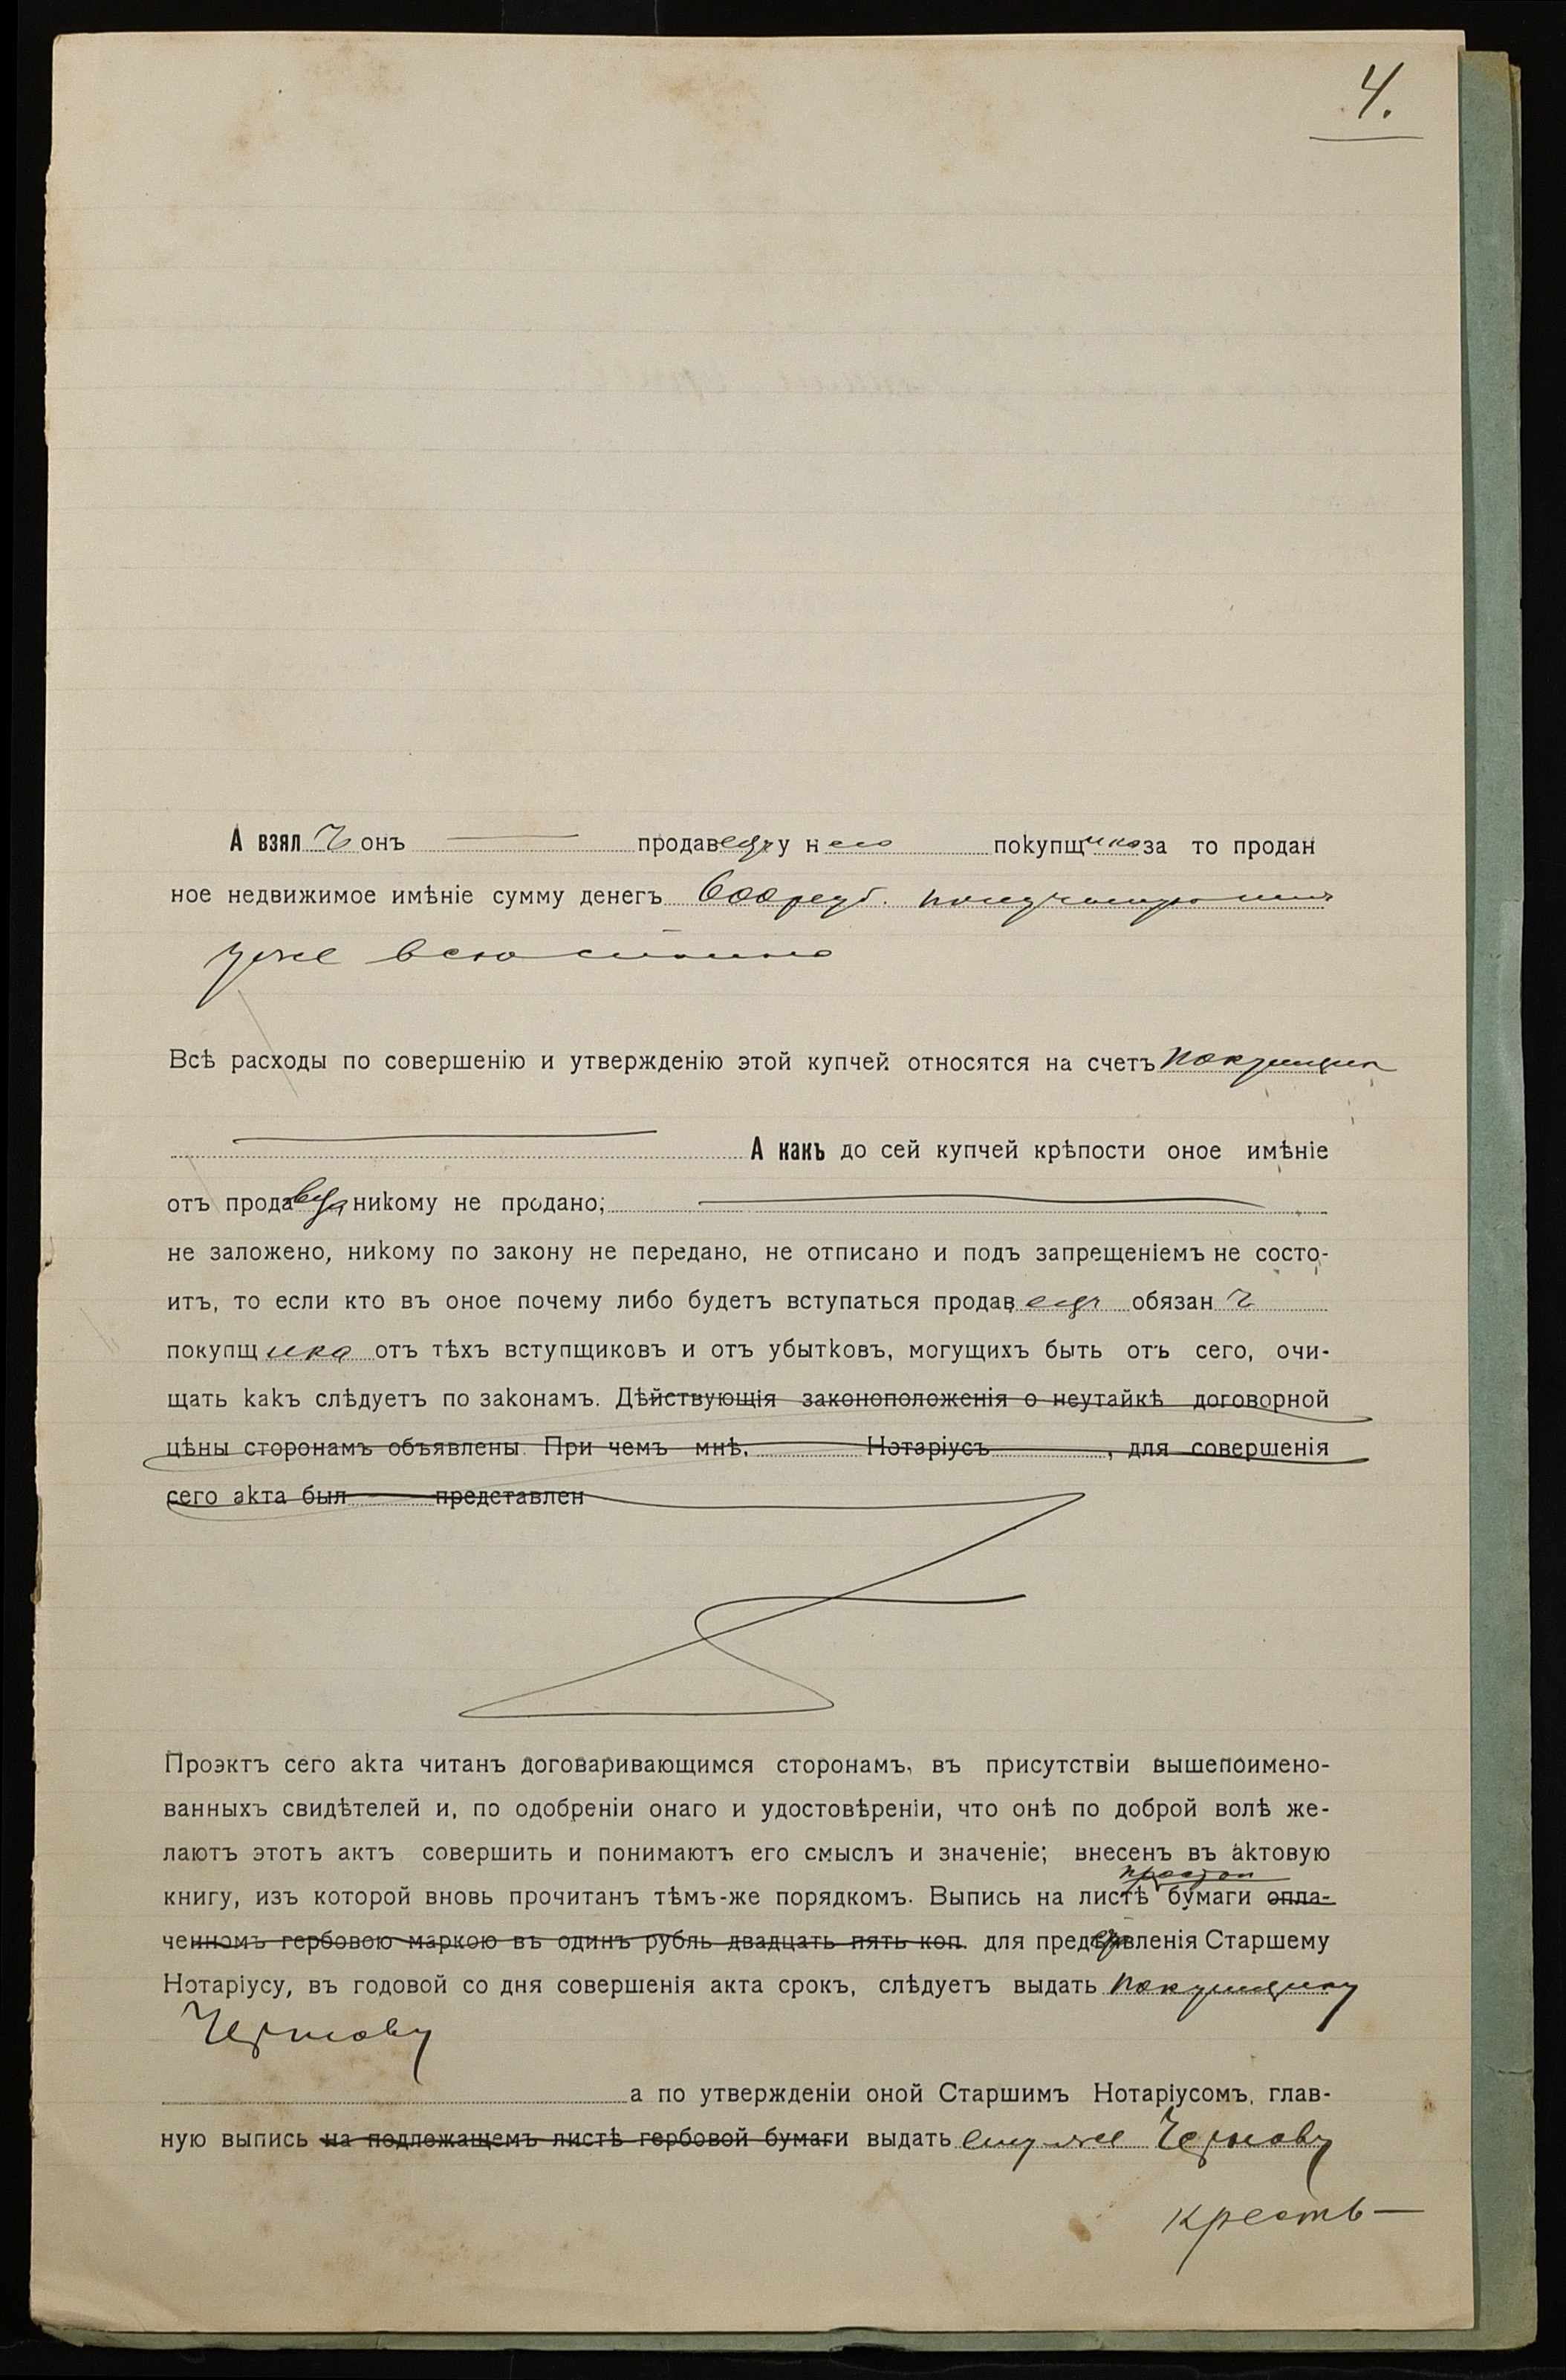 4.
А взялъ онъ продавецъ у него покупщика за то продан
ное недвижимое имѣніе сумму денегъ 600 руб.
уже всю сполна
Всѣ расходы по совершенію и утвержденію этой купчей относятся на счетъ покупщика
А какъ до сей купчей крѣпости оное имѣніе
отъ продавца никому не продано;
не заложено, никому по закону не передано, не отписано и подъ запрещеніемъ не состо-
итъ, то если кто въ оное почему либо будетъ вступаться продавецъ обязанъ
покупщика отъ тѣхъ вступщиковъ и отъ убытковъ, могущихъ быть отъ сего, очи-
щать какъ слѣдуетъ по законамъ. Дѣйствующія законоположенія о неутайкѣ договорной
цѣны сторонамъ объявлены. При чемъ мнѣ, Нотаріусъ , для совершенія
сего акта был представлен
Проэктъ сего акта читанъ договаривающимся сторонамъ, въ присутствіи вышепоимено-
ванныхъ свидѣтелей и, по одобреніи онаго и удостовѣреніи, что онѣ по доброй волѣ же-
лаютъ этотъ актъ совершить и понимаютъ его смыслъ и значеніе; внесенъ въ актовую
книгу, изъ которой вновь прочитанъ тѣмъ-же порядкомъ. Выпись на листѣ простой бумаги опла-
ченномъ гербовою маркою въ одинъ рубль двадцать пять коп. для представленія Старшему
Нотаріусу, въ годовой со дня совершенія акта срокъ, слѣдуетъ выдать покупщику
Чернову
а по утвержденіи оной Старшимъ Нотаріусомъ, глав-
ную выпись на подлежащемъ листѣ гербовой бумаги выдать ему же Чернову
кресть—